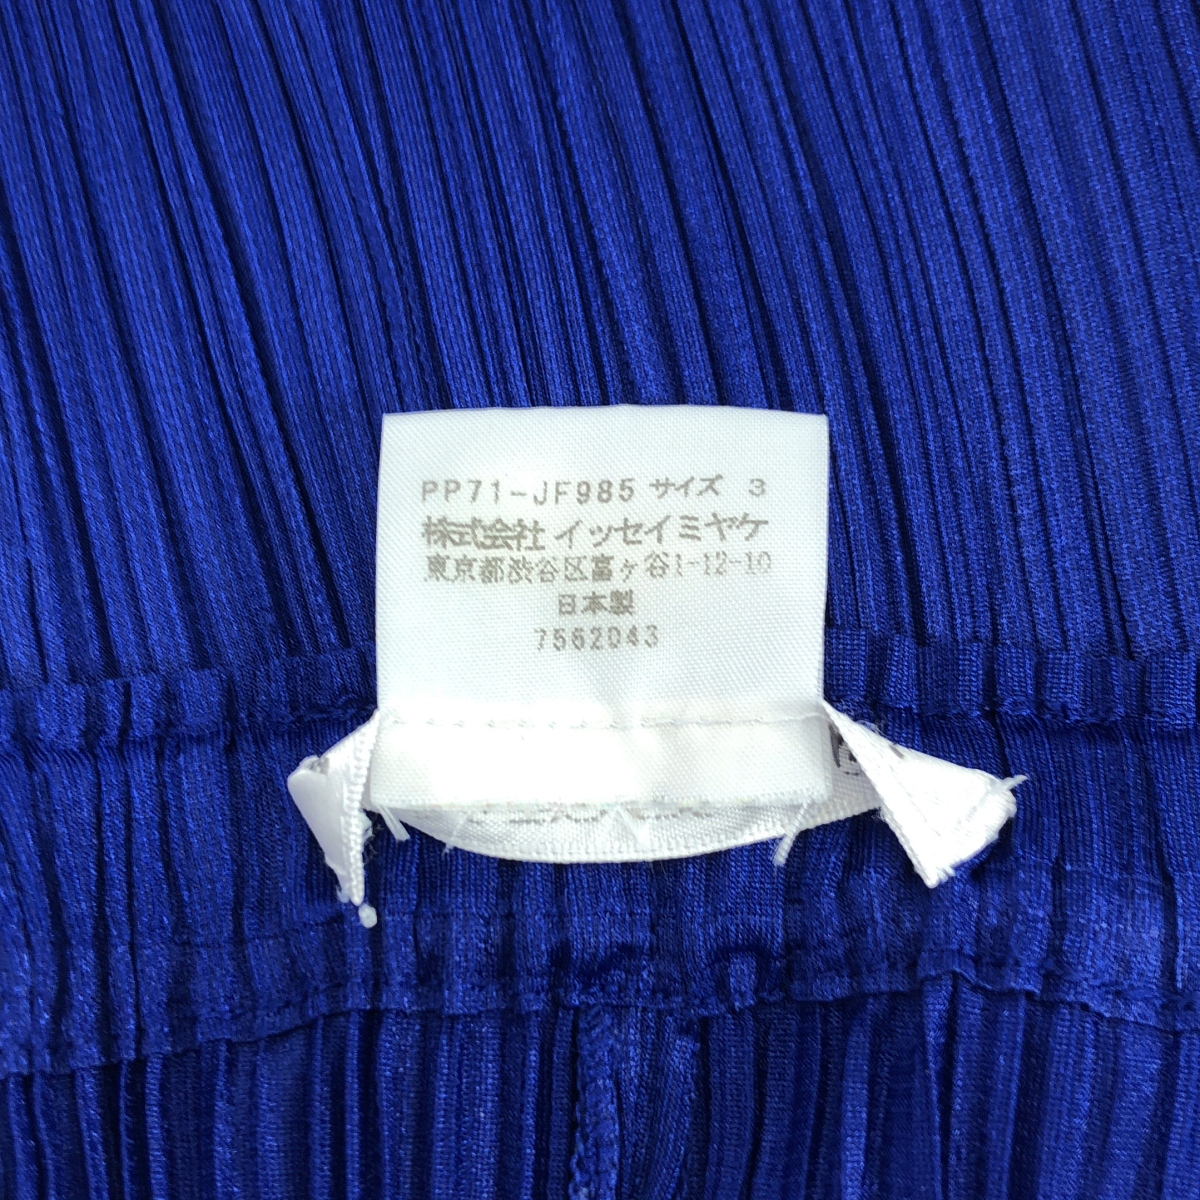 PP71-JF985 サイズ 3
株式会社 イッセイミヤケ
東京都渋谷区富ヶ谷1-12-10
日本製
7562043